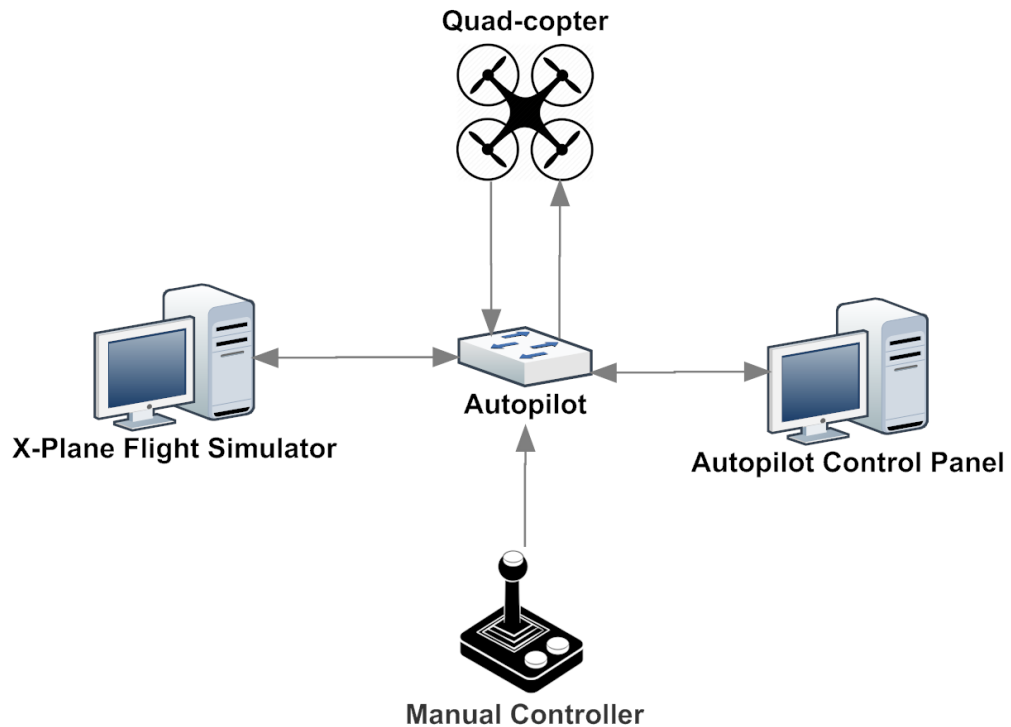 Quad-copter
Autopilot
X-Plane Flight Simulator
Autopilot Control Panel
Manual Controller